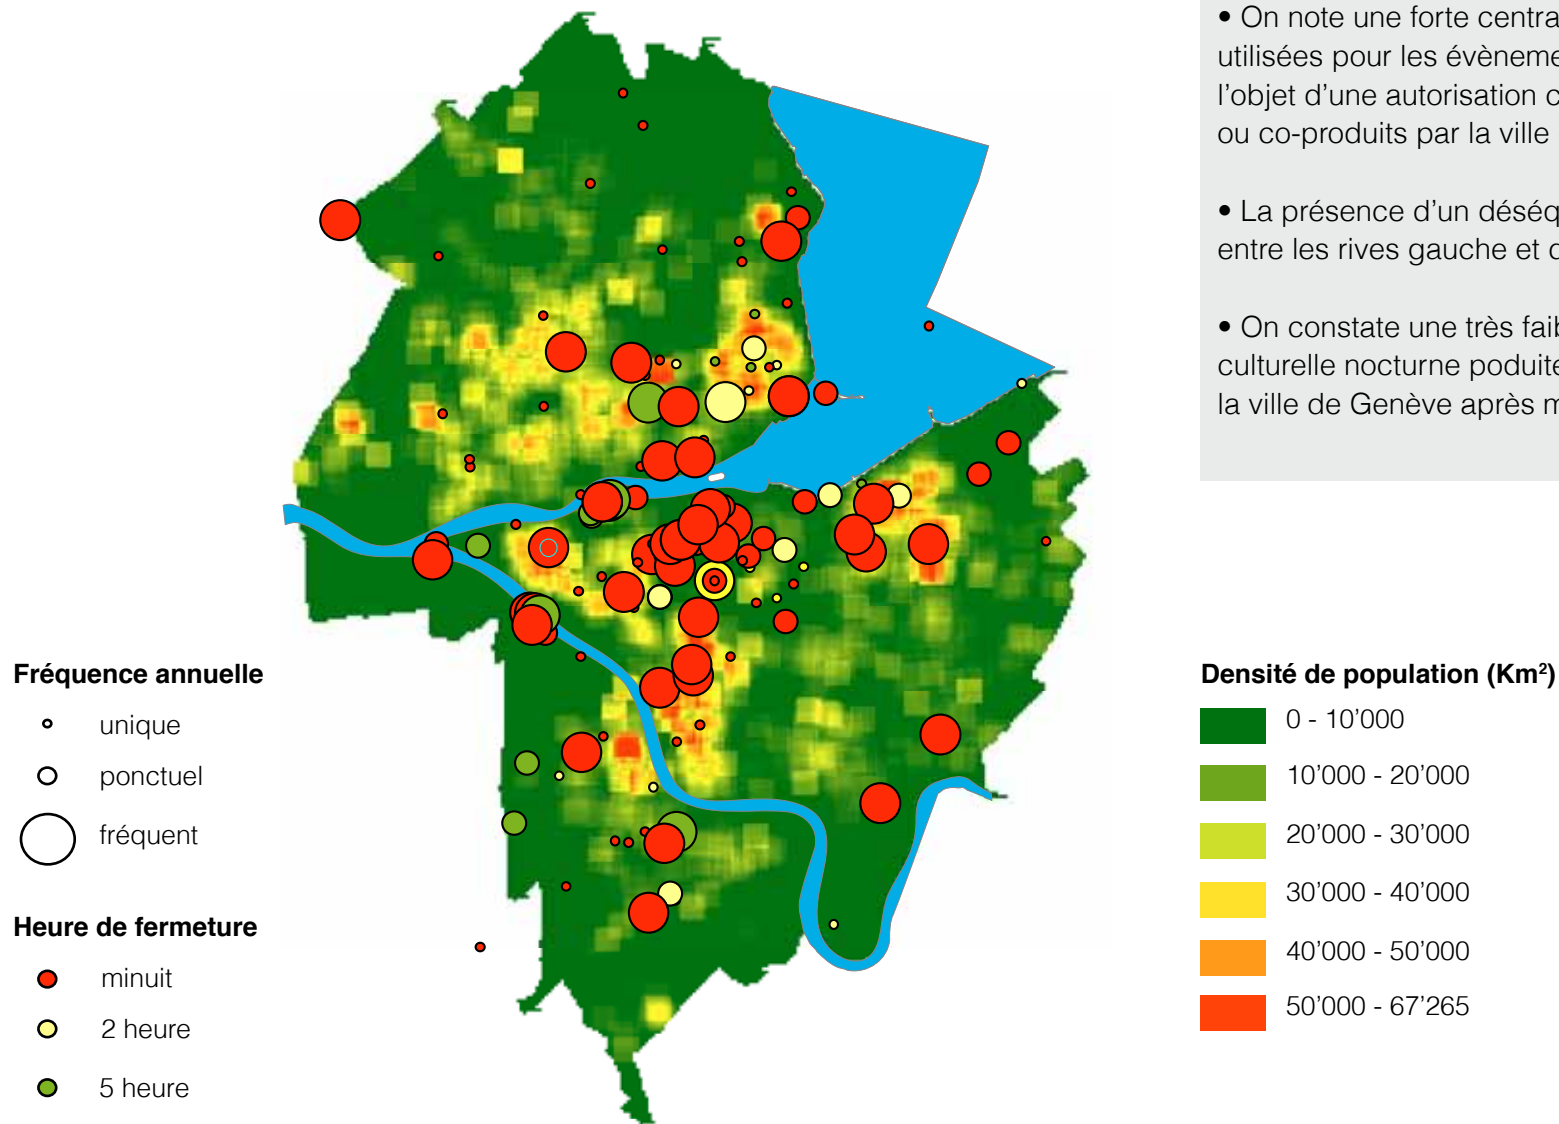 • On note une forte centra
utilisées pour les évèneme
l'objet d'une autorisation
ou co-produits par la ville
• La présence d'un déséq
entre les rives gauche et
• On constate une très faib
culturelle nocturne poduite
la ville de Genève après
Fréquence annuelle
unique
ponctuel
fréquent
Heure de fermeture
minuit
2 heure
5 heure
Densité de population (Km²)
0 - 10'000
10'000 - 20'000
20'000 - 30'000
30'000 - 40'000
40'000 - 50'000
50'000 - 67'265